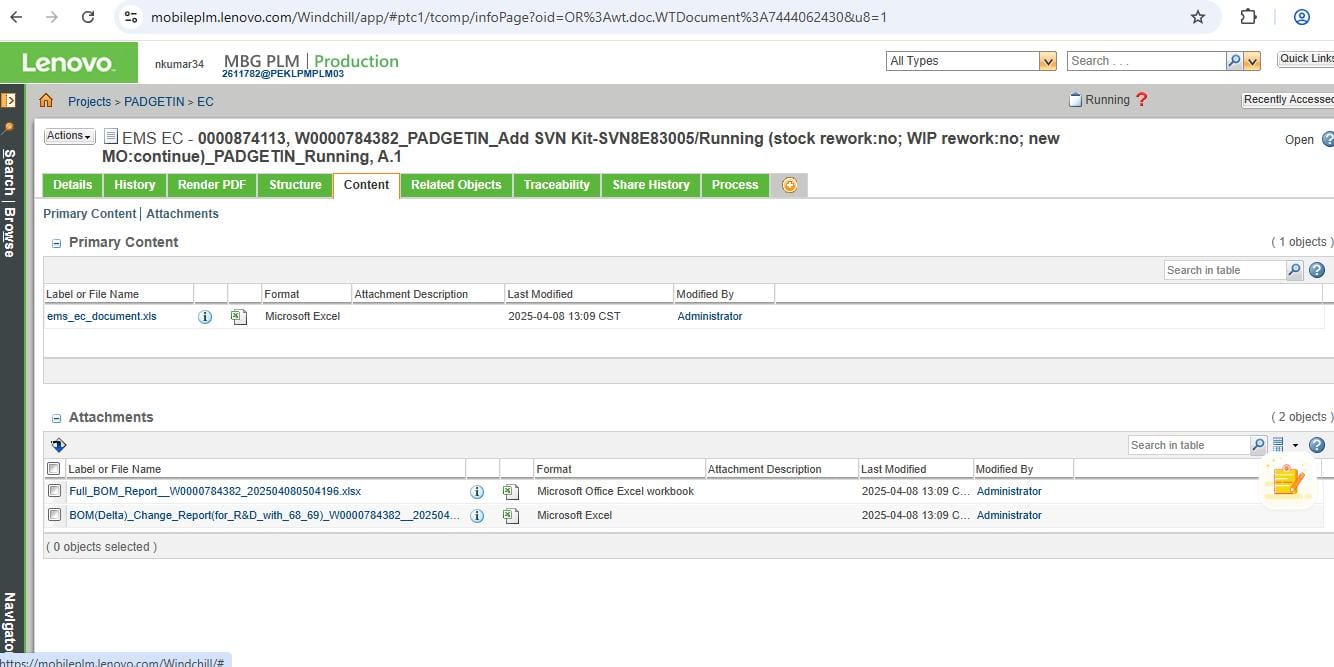 mobileplm.lenovo.com/Windchill/app/#ptc1/tcomp/infoPage?oid=OR%3Awt.doc.WTDocument%3A7444062430&u8=1
Lenovo
nkumar34
MBG PLM | Production
2611782@PEKLPMPLM03
All Types
Search . . .
Quick Links
Projects > PADGETIN > EC
Running ?
Recently Accessed
Actions
EMS EC - 0000874113, W0000784382_PADGETIN_Add SVN Kit-SVN8E83005/Running (stock rework:no; WIP rework:no; new
MO:continue)_PADGETIN_Running, A.1
Open
Search | Browse
Details History Render PDF Structure Content Related Objects Traceability Share History Process
Primary Content | Attachments
Primary Content
( 1 objects )
Search in table
Label or File Name Format Attachment Description Last Modified Modified By
ems_ec_document.xls Microsoft Excel 2025-04-08 13:09 CST Administrator
Attachments
( 2 objects )
Search in table
Label or File Name Format Attachment Description Last Modified Modified By
Full_BOM_Report__W0000784382_202504080504196.xlsx Microsoft Office Excel workbook 2025-04-08 13:09 C... Administrator
BOM(Delta)_Change_Report(for_R&D_with_68_69)_W0000784382__202504... Microsoft Excel 2025-04-08 13:09 C... Administrator
( 0 objects selected )
Navigato
https://mobileplm.lenovo.com/Windchill/#